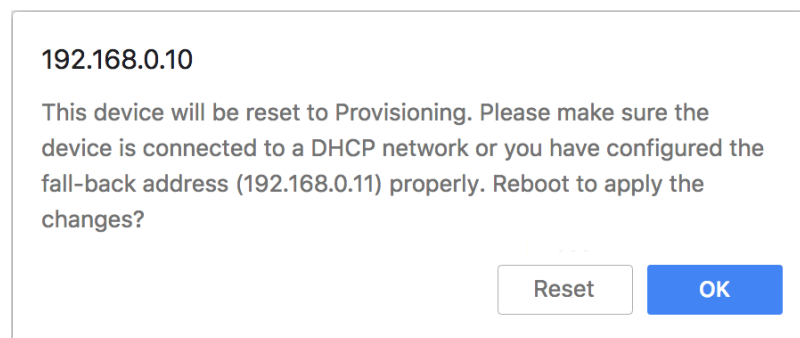 192.168.0.10
This device will be reset to Provisioning. Please make sure the
device is connected to a DHCP network or you have configured the
fall-back address (192.168.0.11) properly. Reboot to apply the
changes?
Reset
OK